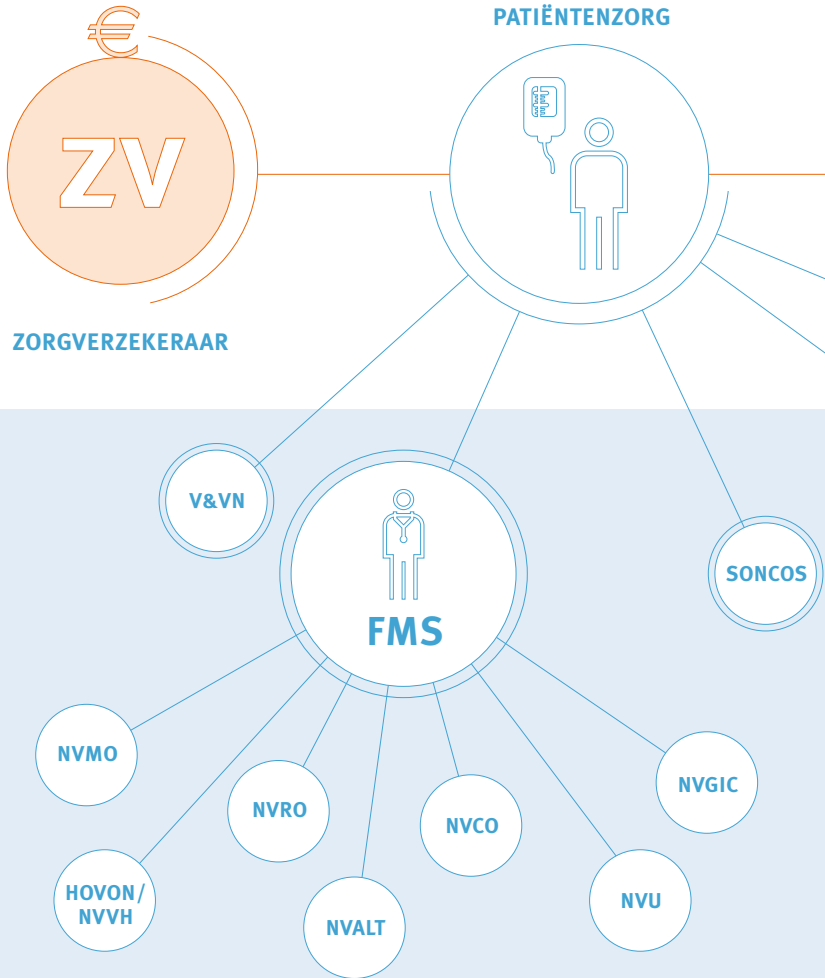 PATIËNTENZORG
€
ZV
ZORGVERZEKERAAR
V&VN
FMS
SONCOS
NVMO
NVRO
NVCO
NVGIC
HOVON/
NVVH
NVALT
NVU